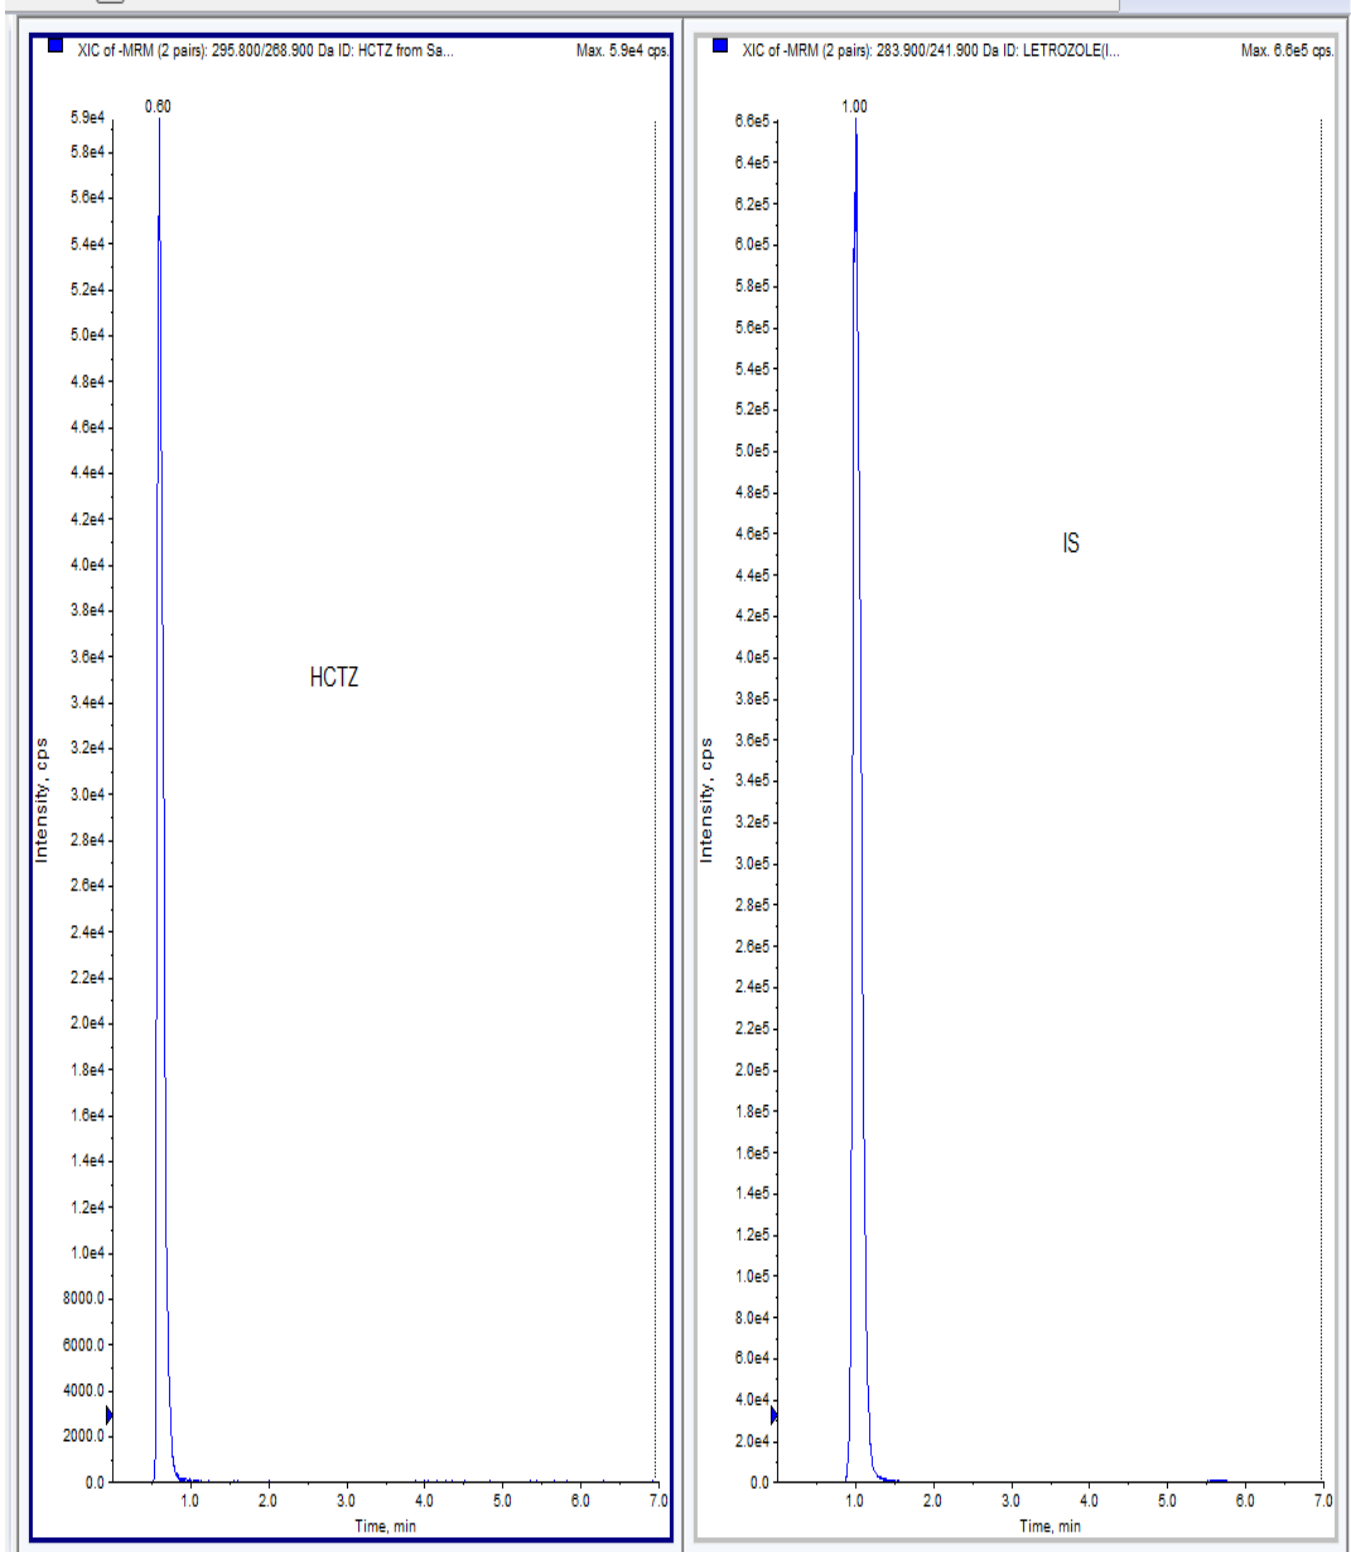 XIC of -MRM (2 pairs): 295.800/268.900 Da ID: HCTZ from Sa...
Max. 5.9e4 cps.
0.60
5.9e4
5.8e4
5.6e4
5.4e4
5.2e4
5.0e4
4.8e4
4.6e4
4.4e4
4.2e4
4.0e4
3.8e4
3.6e4
3.4e4
3.2e4
3.0e4
2.8e4
2.6e4
2.4e4
2.2e4
2.0e4
1.8e4
1.6e4
1.4e4
1.2e4
1.0e4
8000.0
6000.0
4000.0
2000.0
0.0
Intensity, cps
HCTZ
1.0 2.0 3.0 4.0 5.0 6.0 7.0
Time, min
XIC of -MRM (2 pairs): 283.900/241.900 Da ID: LETROZOLE(I...
Max. 6.6e5 cps.
1.00
6.6e5
6.4e5
6.2e5
6.0e5
5.8e5
5.6e5
5.4e5
5.2e5
5.0e5
4.8e5
4.6e5
4.4e5
4.2e5
4.0e5
3.8e5
3.6e5
3.4e5
3.2e5
3.0e5
2.8e5
2.6e5
2.4e5
2.2e5
2.0e5
1.8e5
1.6e5
1.4e5
1.2e5
1.0e5
8.0e4
6.0e4
4.0e4
2.0e4
0.0
Intensity, cps
IS
1.0 2.0 3.0 4.0 5.0 6.0 7.0
Time, min